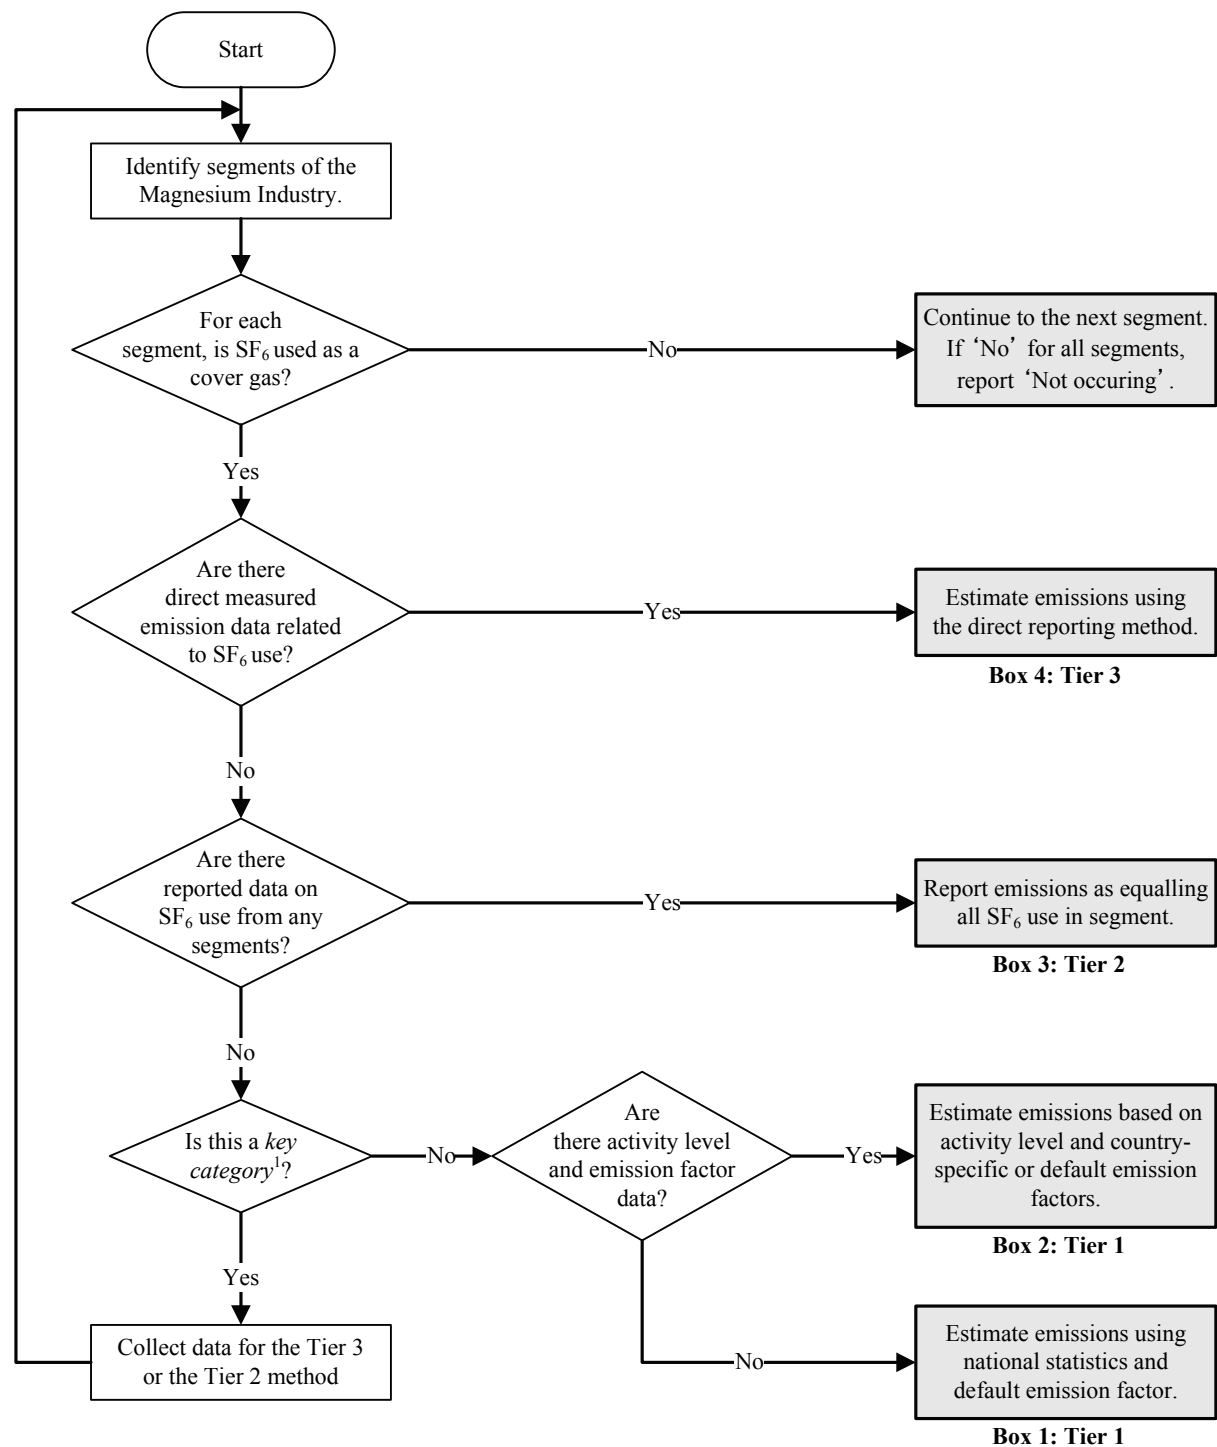 Start
Identify segments of the
Magnesium Industry.
For each
segment, is SF₆ used as a
cover gas?
No
Continue to the next segment.
If ‘No’ for all segments,
report ‘Not occuring’.
Yes
Are there
direct measured
emission data related
to SF₆ use?
Yes
Estimate emissions using
the direct reporting method.
Box 4: Tier 3
No
Are there
reported data on
SF₆ use from any
segments?
Yes
Report emissions as equalling
all SF₆ use in segment.
Box 3: Tier 2
No
Is this a key
category¹?
No
Are
there activity level
and emission factor
data?
Yes
Estimate emissions based on
activity level and country-
specific or default emission
factors.
Box 2: Tier 1
Yes
Collect data for the Tier 3
or the Tier 2 method
No
Estimate emissions using
national statistics and
default emission factor.
Box 1: Tier 1